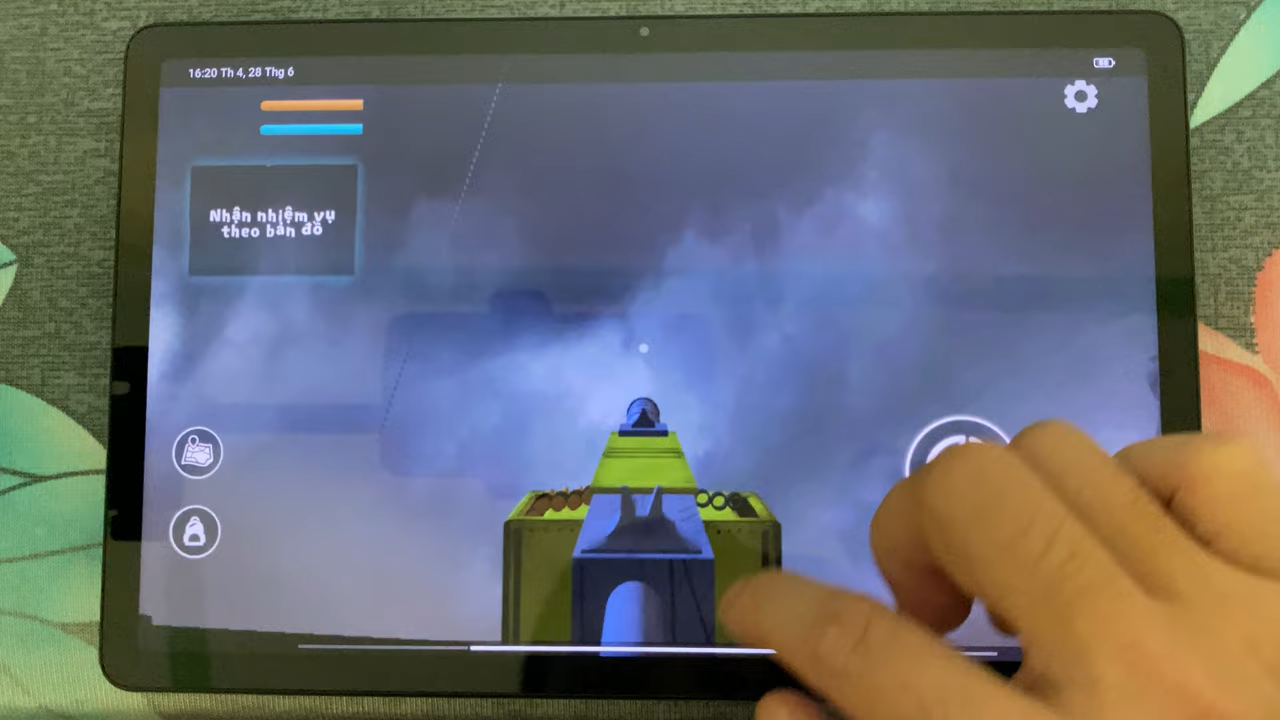 16:20 Th 4, 28 Thg 6
Nhận nhiệm vụ
theo bản đồ